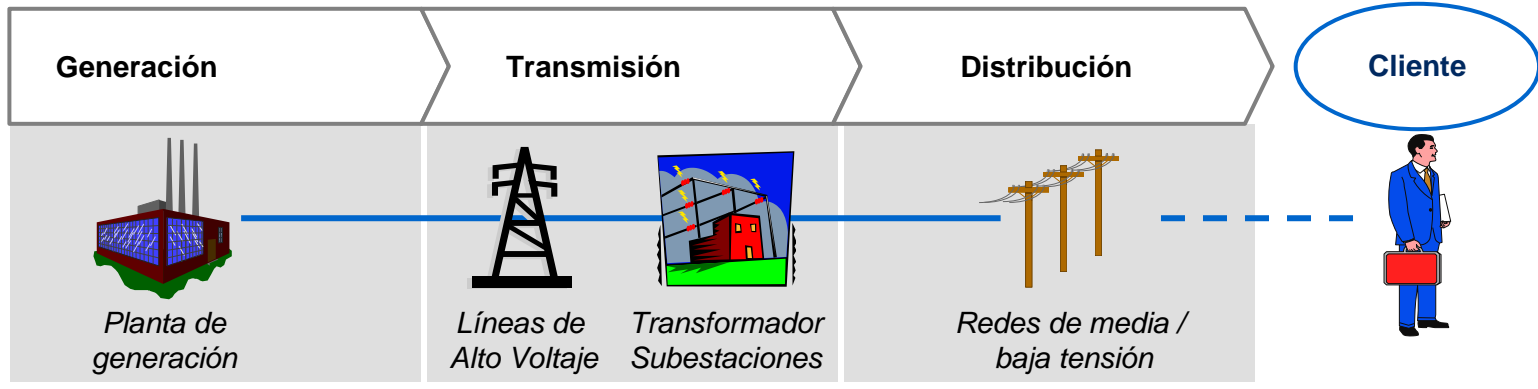 Generación
Transmisión
Distribución
Cliente
Planta de
generación
Líneas de
Alto Voltaje
Transformador
Subestaciones
Redes de media /
baja tensión